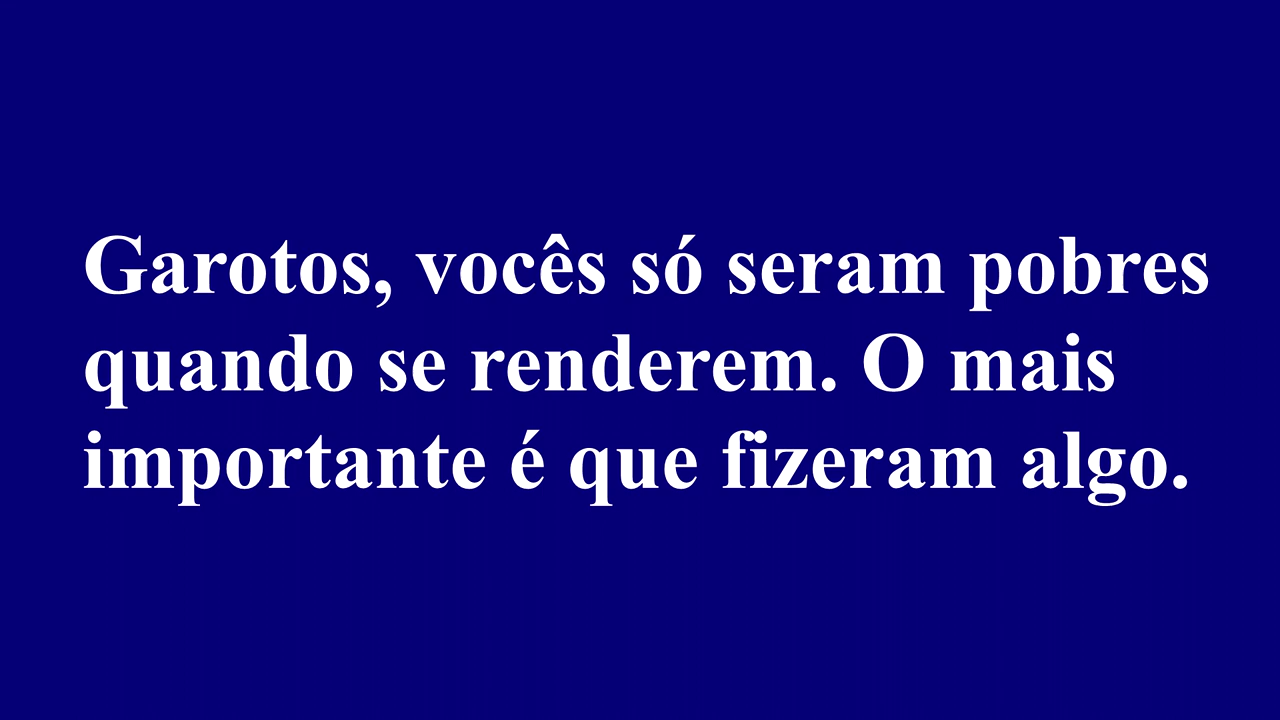 Garotos, vocês só seram pobres
quando se renderem. O mais
importante é que fizeram algo.